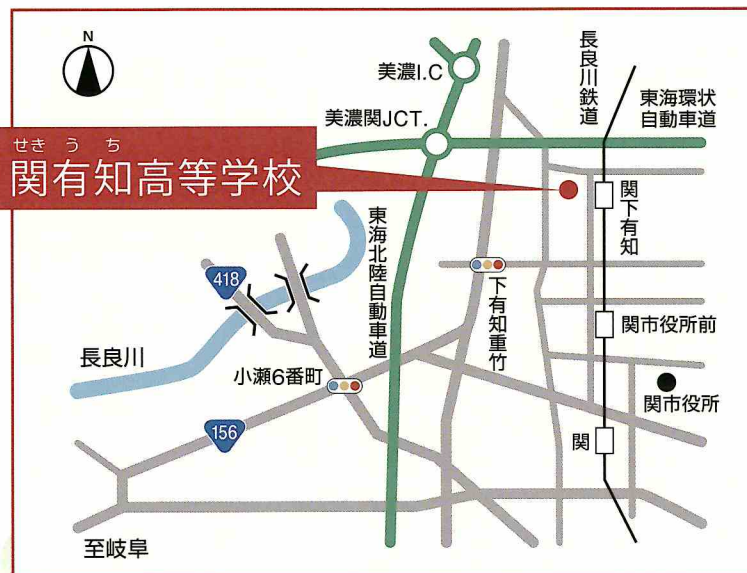 N
美濃I.C
美濃関JCT.
長良川鉄道
東海環状
自動車道
せき う ち
関有知高等学校
関下有知
東海北陸自動車道
418
下有知重竹
長良川
小瀬6番町
関市役所前
関市役所
156
関
至岐阜